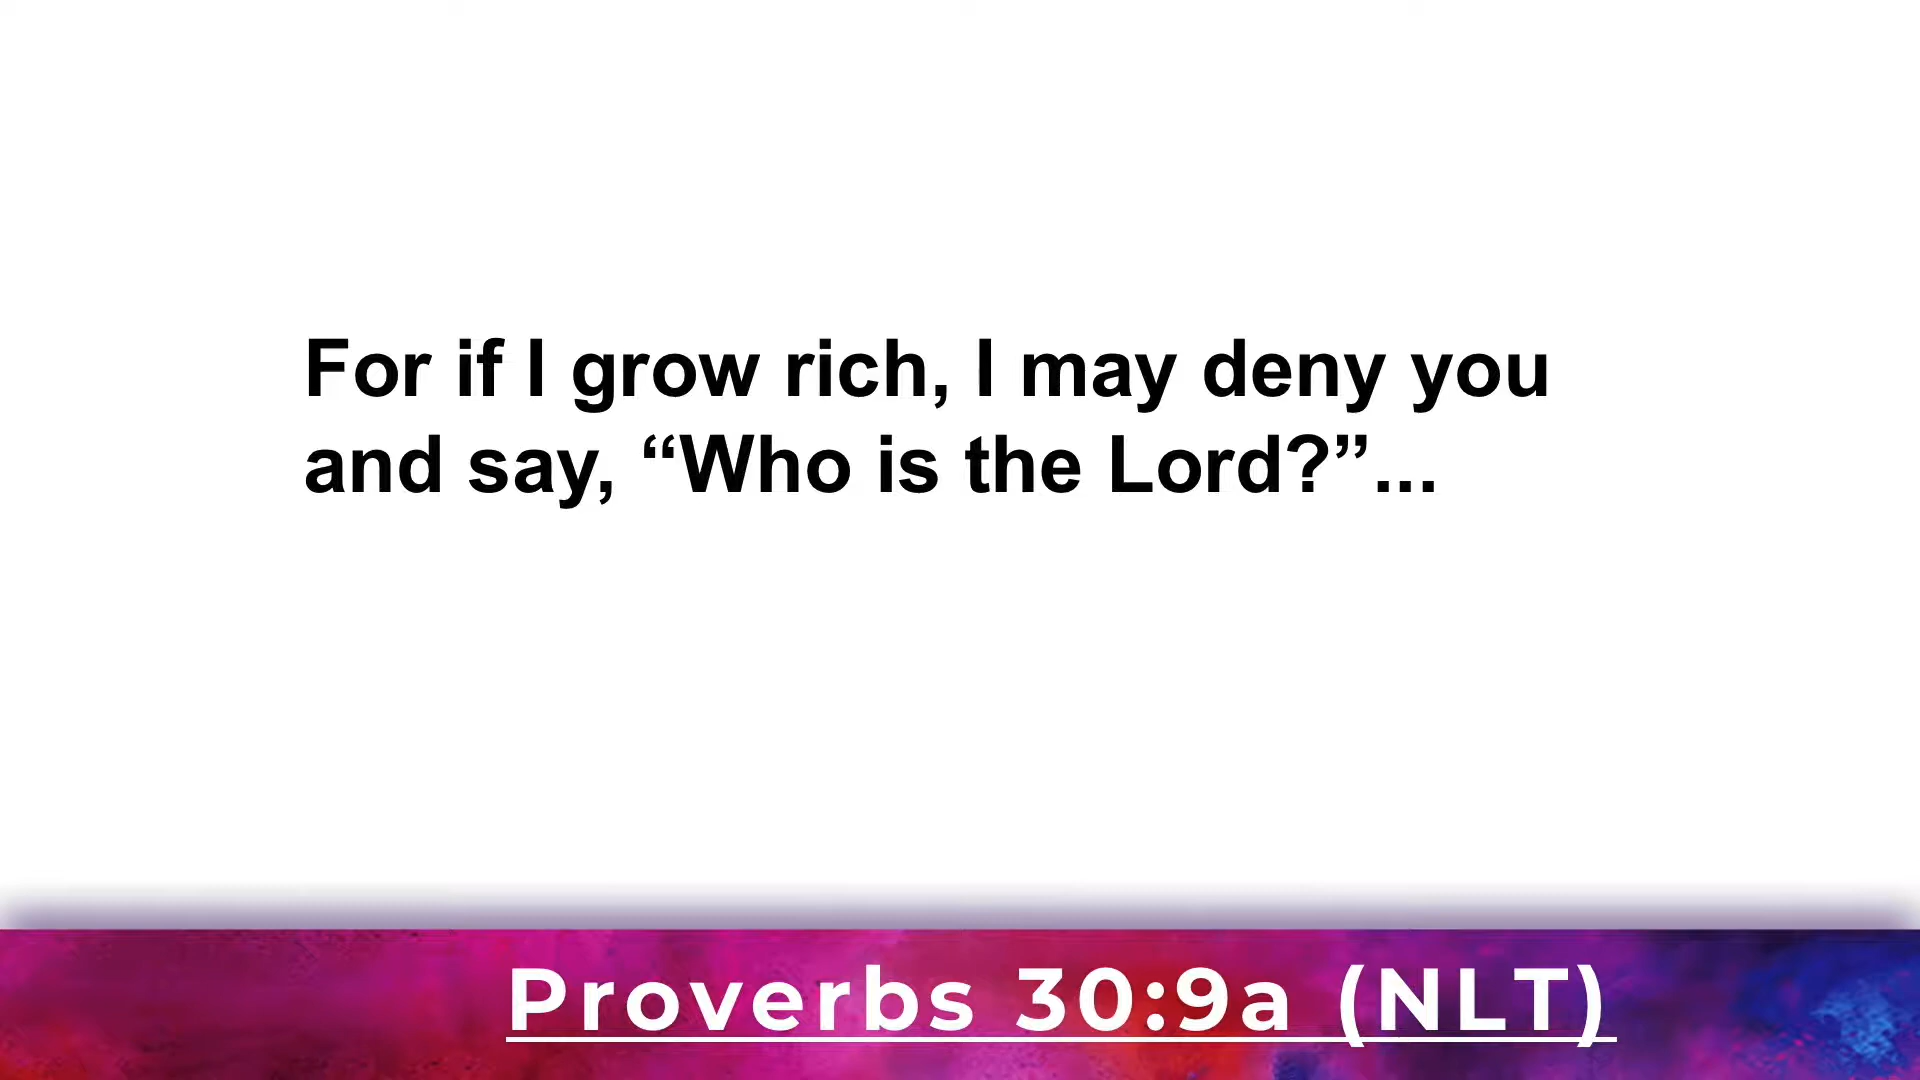 For if I grow rich, I may deny you
and say, “Who is the Lord?”...
Proverbs 30:9a (NLT)